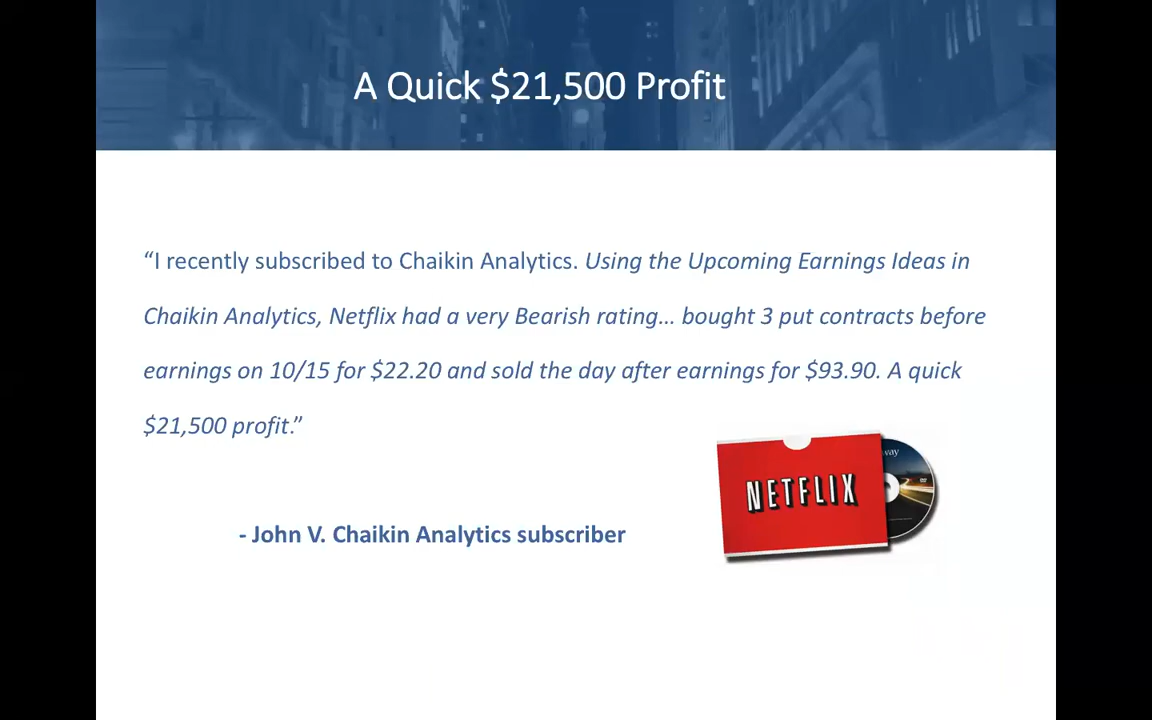 A Quick $21,500 Profit
“I recently subscribed to Chaikin Analytics. Using the Upcoming Earnings Ideas in
Chaikin Analytics, Netflix had a very Bearish rating… bought 3 put contracts before
earnings on 10/15 for $22.20 and sold the day after earnings for $93.90. A quick
$21,500 profit.”
way
NETFLIX
- John V. Chaikin Analytics subscriber